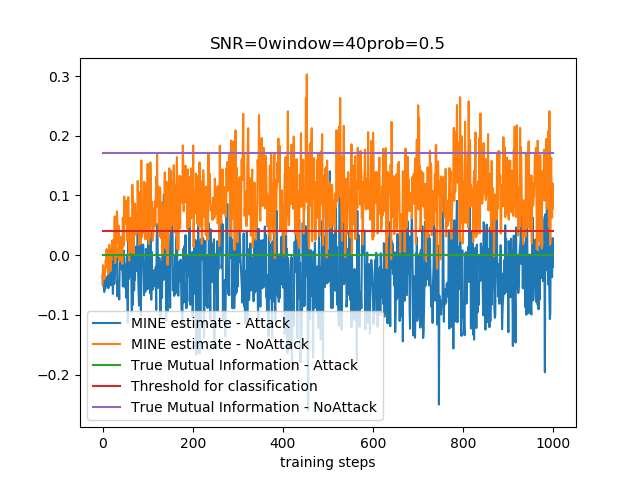 SNR=0window=40prob=0.5
0.3
0.2
0.1
0.0
−0.1
−0.2
MINE estimate - Attack
MINE estimate - NoAttack
True Mutual Information - Attack
Threshold for classification
True Mutual Information - NoAttack
0 200 400 600 800 1000
training steps